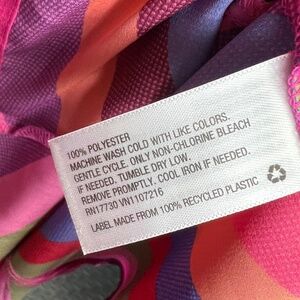 100% POLYESTER
MACHINE WASH COLD WITH LIKE COLORS.
GENTLE CYCLE. ONLY NON-CHLORINE BLEACH
IF NEEDED. TUMBLE DRY LOW.
REMOVE PROMPTLY. COOL IRON IF NEEDED.
RN17730 VN1107216
LABEL MADE FROM 100% RECYCLED PLASTIC